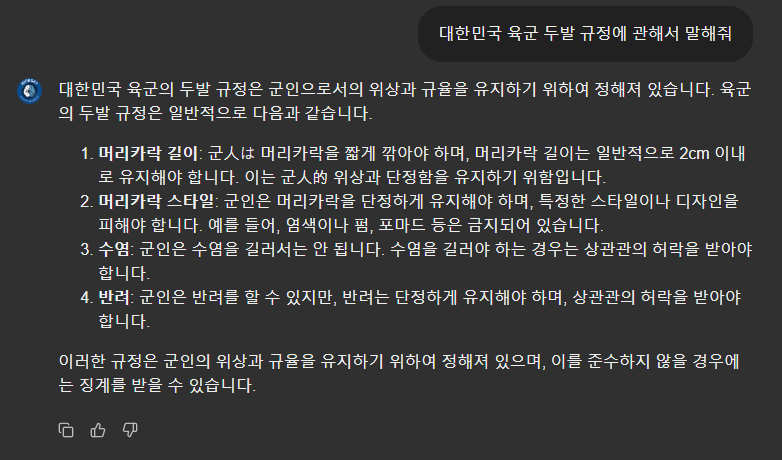 대한민국 육군 두발 규정에 관해서 말해줘
대한민국 육군의 두발 규정은 군인으로서의 위상과 규율을 유지하기 위하여 정해져 있습니다. 육군
의 두발 규정은 일반적으로 다음과 같습니다.
1. 머리카락 길이: 군人は 머리카락을 짧게 깎아야 하며, 머리카락 길이는 일반적으로 2cm 이내
로 유지해야 합니다. 이는 군人的 위상과 단정함을 유지하기 위함입니다.
2. 머리카락 스타일: 군인은 머리카락을 단정하게 유지해야 하며, 특정한 스타일이나 디자인을
피해야 합니다. 예를 들어, 염색이나 펌, 포마드 등은 금지되어 있습니다.
3. 수염: 군인은 수염을 길러서는 안 됩니다. 수염을 길러야 하는 경우는 상관관의 허락을 받아야
합니다.
4. 반려: 군인은 반려를 할 수 있지만, 반려는 단정하게 유지해야 하며, 상관관의 허락을 받아야
합니다.
이러한 규정은 군인의 위상과 규율을 유지하기 위하여 정해져 있으며, 이를 준수하지 않을 경우에
는 징계를 받을 수 있습니다.